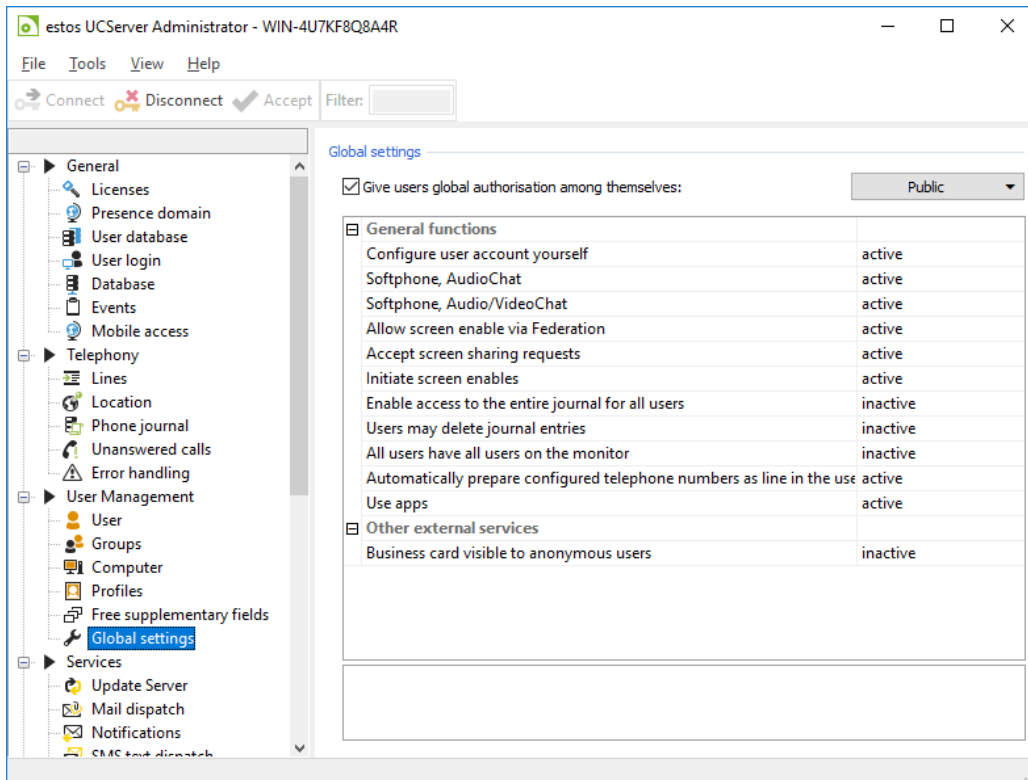 estos UCServer Administrator - WIN-4U7KF8Q8A4R
File Tools View Help
Connect Disconnect Accept Filter:
General
Licenses
Presence domain
User database
User login
Database
Events
Mobile access
Telephony
Lines
Location
Phone journal
Unanswered calls
Error handling
User Management
User
Groups
Computer
Profiles
Free supplementary fields
Global settings
Services
Update Server
Mail dispatch
Notifications
SMS text dispatch
Global settings
Give users global authorisation among themselves: Public
General functions
Configure user account yourself active
Softphone, AudioChat active
Softphone, Audio/VideoChat active
Allow screen enable via Federation active
Accept screen sharing requests active
Initiate screen enables active
Enable access to the entire journal for all users inactive
Users may delete journal entries inactive
All users have all users on the monitor inactive
Automatically prepare configured telephone numbers as line in the use active
Use apps active
Other external services
Business card visible to anonymous users inactive